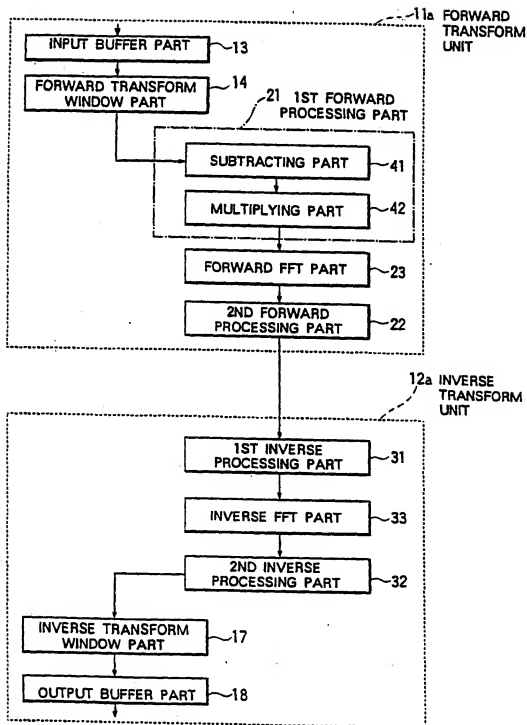 11a FORWARD
TRANSFORM
UNIT
INPUT BUFFER PART
13
FORWARD TRANSFORM
WINDOW PART
14
21 1ST FORWARD
PROCESSING PART
SUBTRACTING PART
41
MULTIPLYING PART
42
FORWARD FFT PART
23
2ND FORWARD
PROCESSING PART
22
12a INVERSE
TRANSFORM
UNIT
1ST INVERSE
PROCESSING PART
31
INVERSE FFT PART
33
2ND INVERSE
PROCESSING PART
32
INVERSE TRANSFORM
WINDOW PART
17
OUTPUT BUFFER PART
18